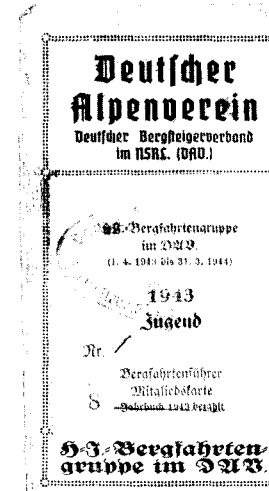 Deutscher
Alpenverein
Deutscher Bergsteigerverband
im NSRL. (DAV.)
HJ.-Bergfahrtengruppe
im DAV.
(1. 4. 1943 bis 31. 3. 1944)
1943
Jugend
Nr.
Bergfahrtenführer
Mitgliedskarte
8 Jahrbuch 1943 bezahlt
H-J.-Bergfahrten-
gruppe im DAV.